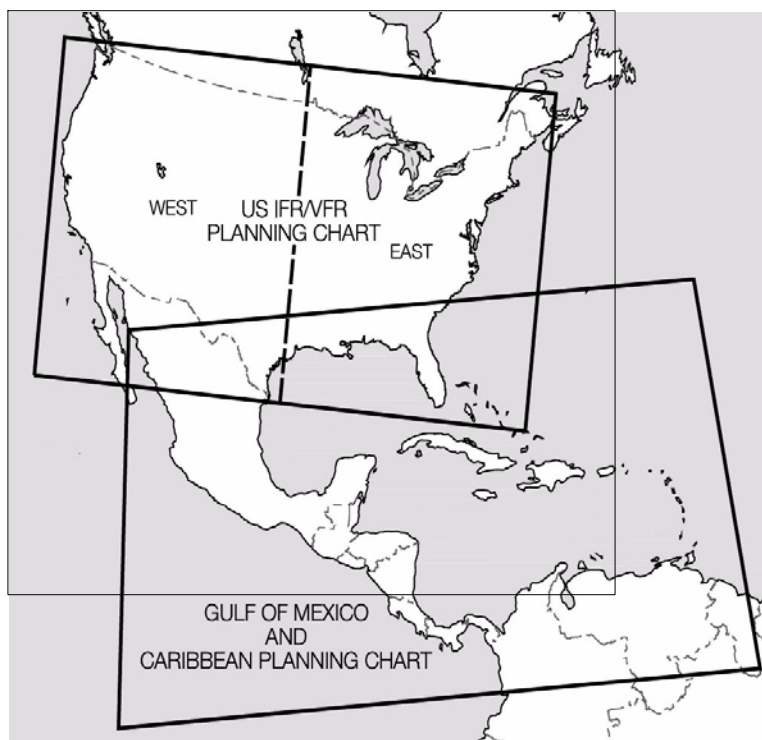 WEST
US IFR/VFR
PLANNING CHART
EAST
GULF OF MEXICO
AND
CARIBBEAN PLANNING CHART